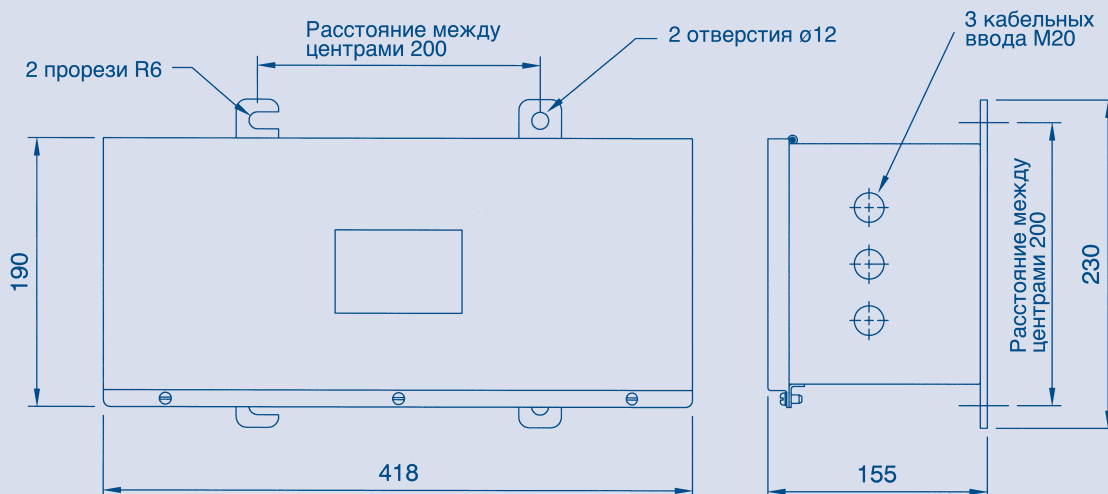 Расстояние между
центрами 200
2 прорези R6
2 отверстия ø12
3 кабельных
ввода M20
190
418
155
Расстояние между
центрами 200
230